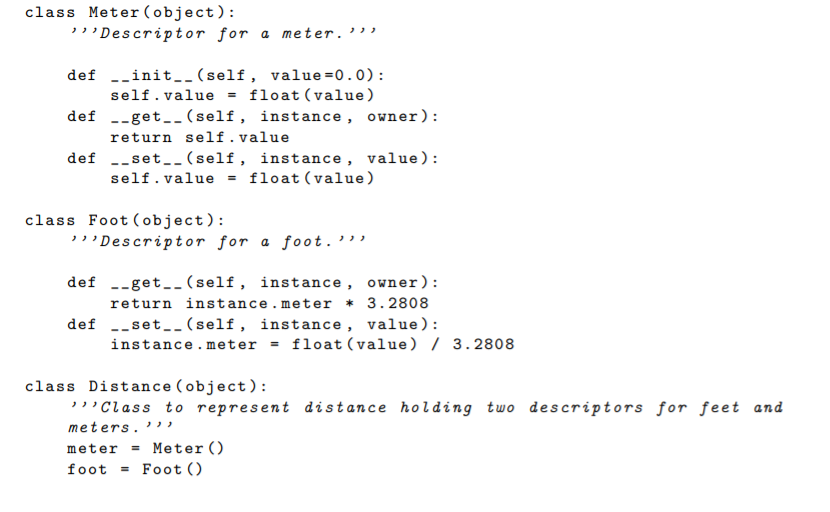 class Meter(object):
    '''Descriptor for a meter.'''

    def __init__(self, value=0.0):
        self.value = float(value)
    def __get__(self, instance, owner):
        return self.value
    def __set__(self, instance, value):
        self.value = float(value)

class Foot(object):
    '''Descriptor for a foot.'''

    def __get__(self, instance, owner):
        return instance.meter * 3.2808
    def __set__(self, instance, value):
        instance.meter = float(value) / 3.2808

class Distance(object):
    '''Class to represent distance holding two descriptors for feet and
    meters.'''
    meter = Meter()
    foot = Foot()